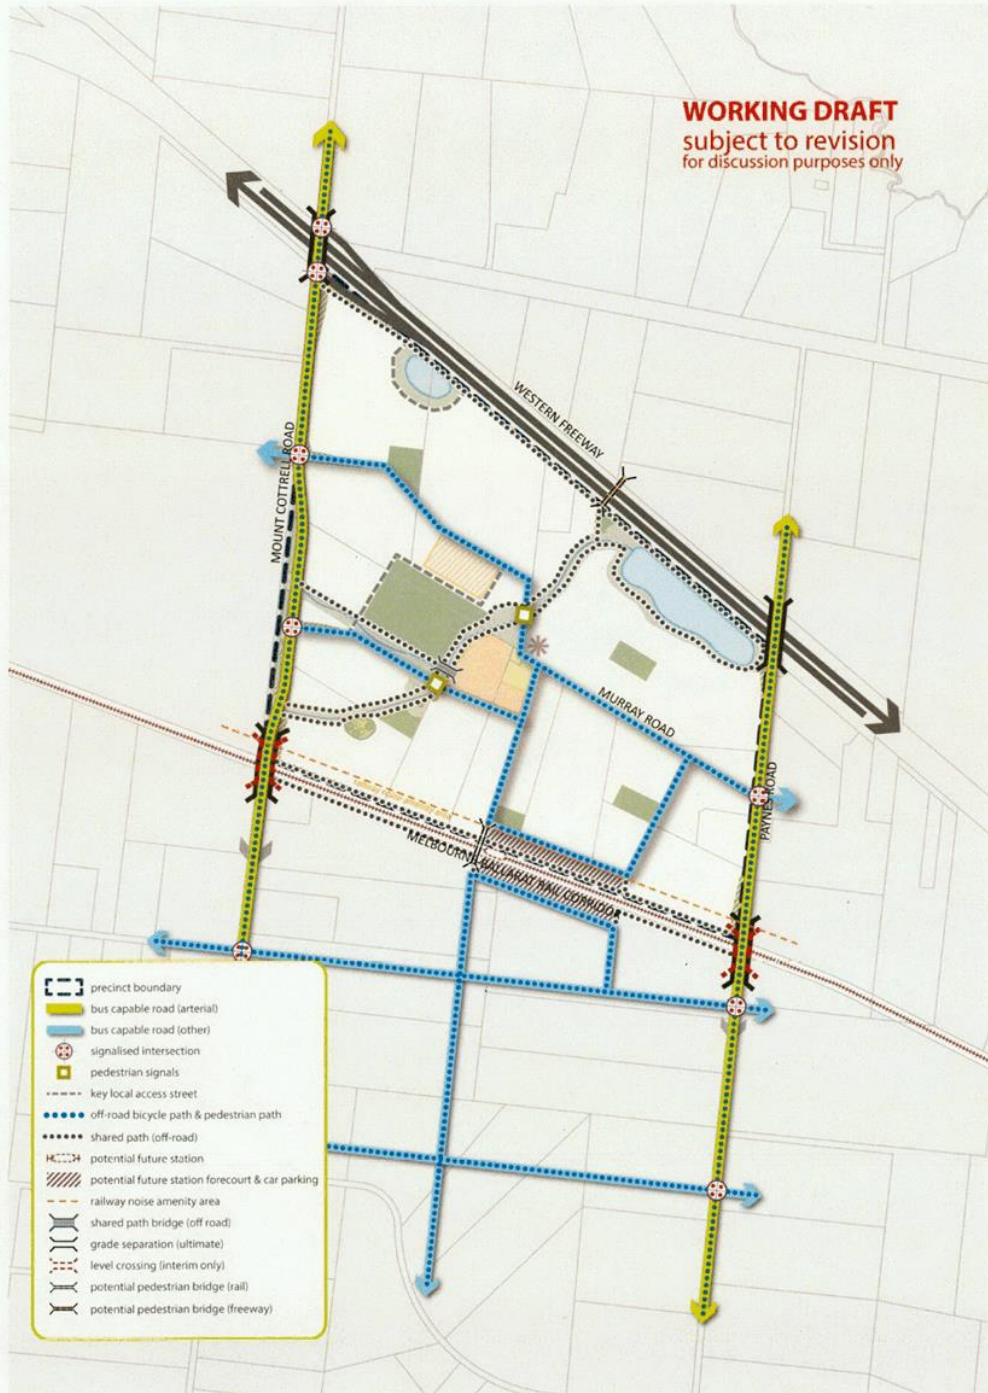 WORKING DRAFT
subject to revision
for discussion purposes only
WESTERN FREEWAY
MOUNT COTTRELL ROAD
MURRAY ROAD
PAYNES ROAD
MELBOURNE BALLARAT RAIL CORRIDOR
precinct boundary
bus capable road (arterial)
bus capable road (other)
signalised intersection
pedestrian signals
key local access street
off-road bicycle path & pedestrian path
shared path (off-road)
potential future station
potential future station forecourt & car parking
railway noise amenity area
shared path bridge (off road)
grade separation (ultimate)
level crossing (interim only)
potential pedestrian bridge (rail)
potential pedestrian bridge (freeway)